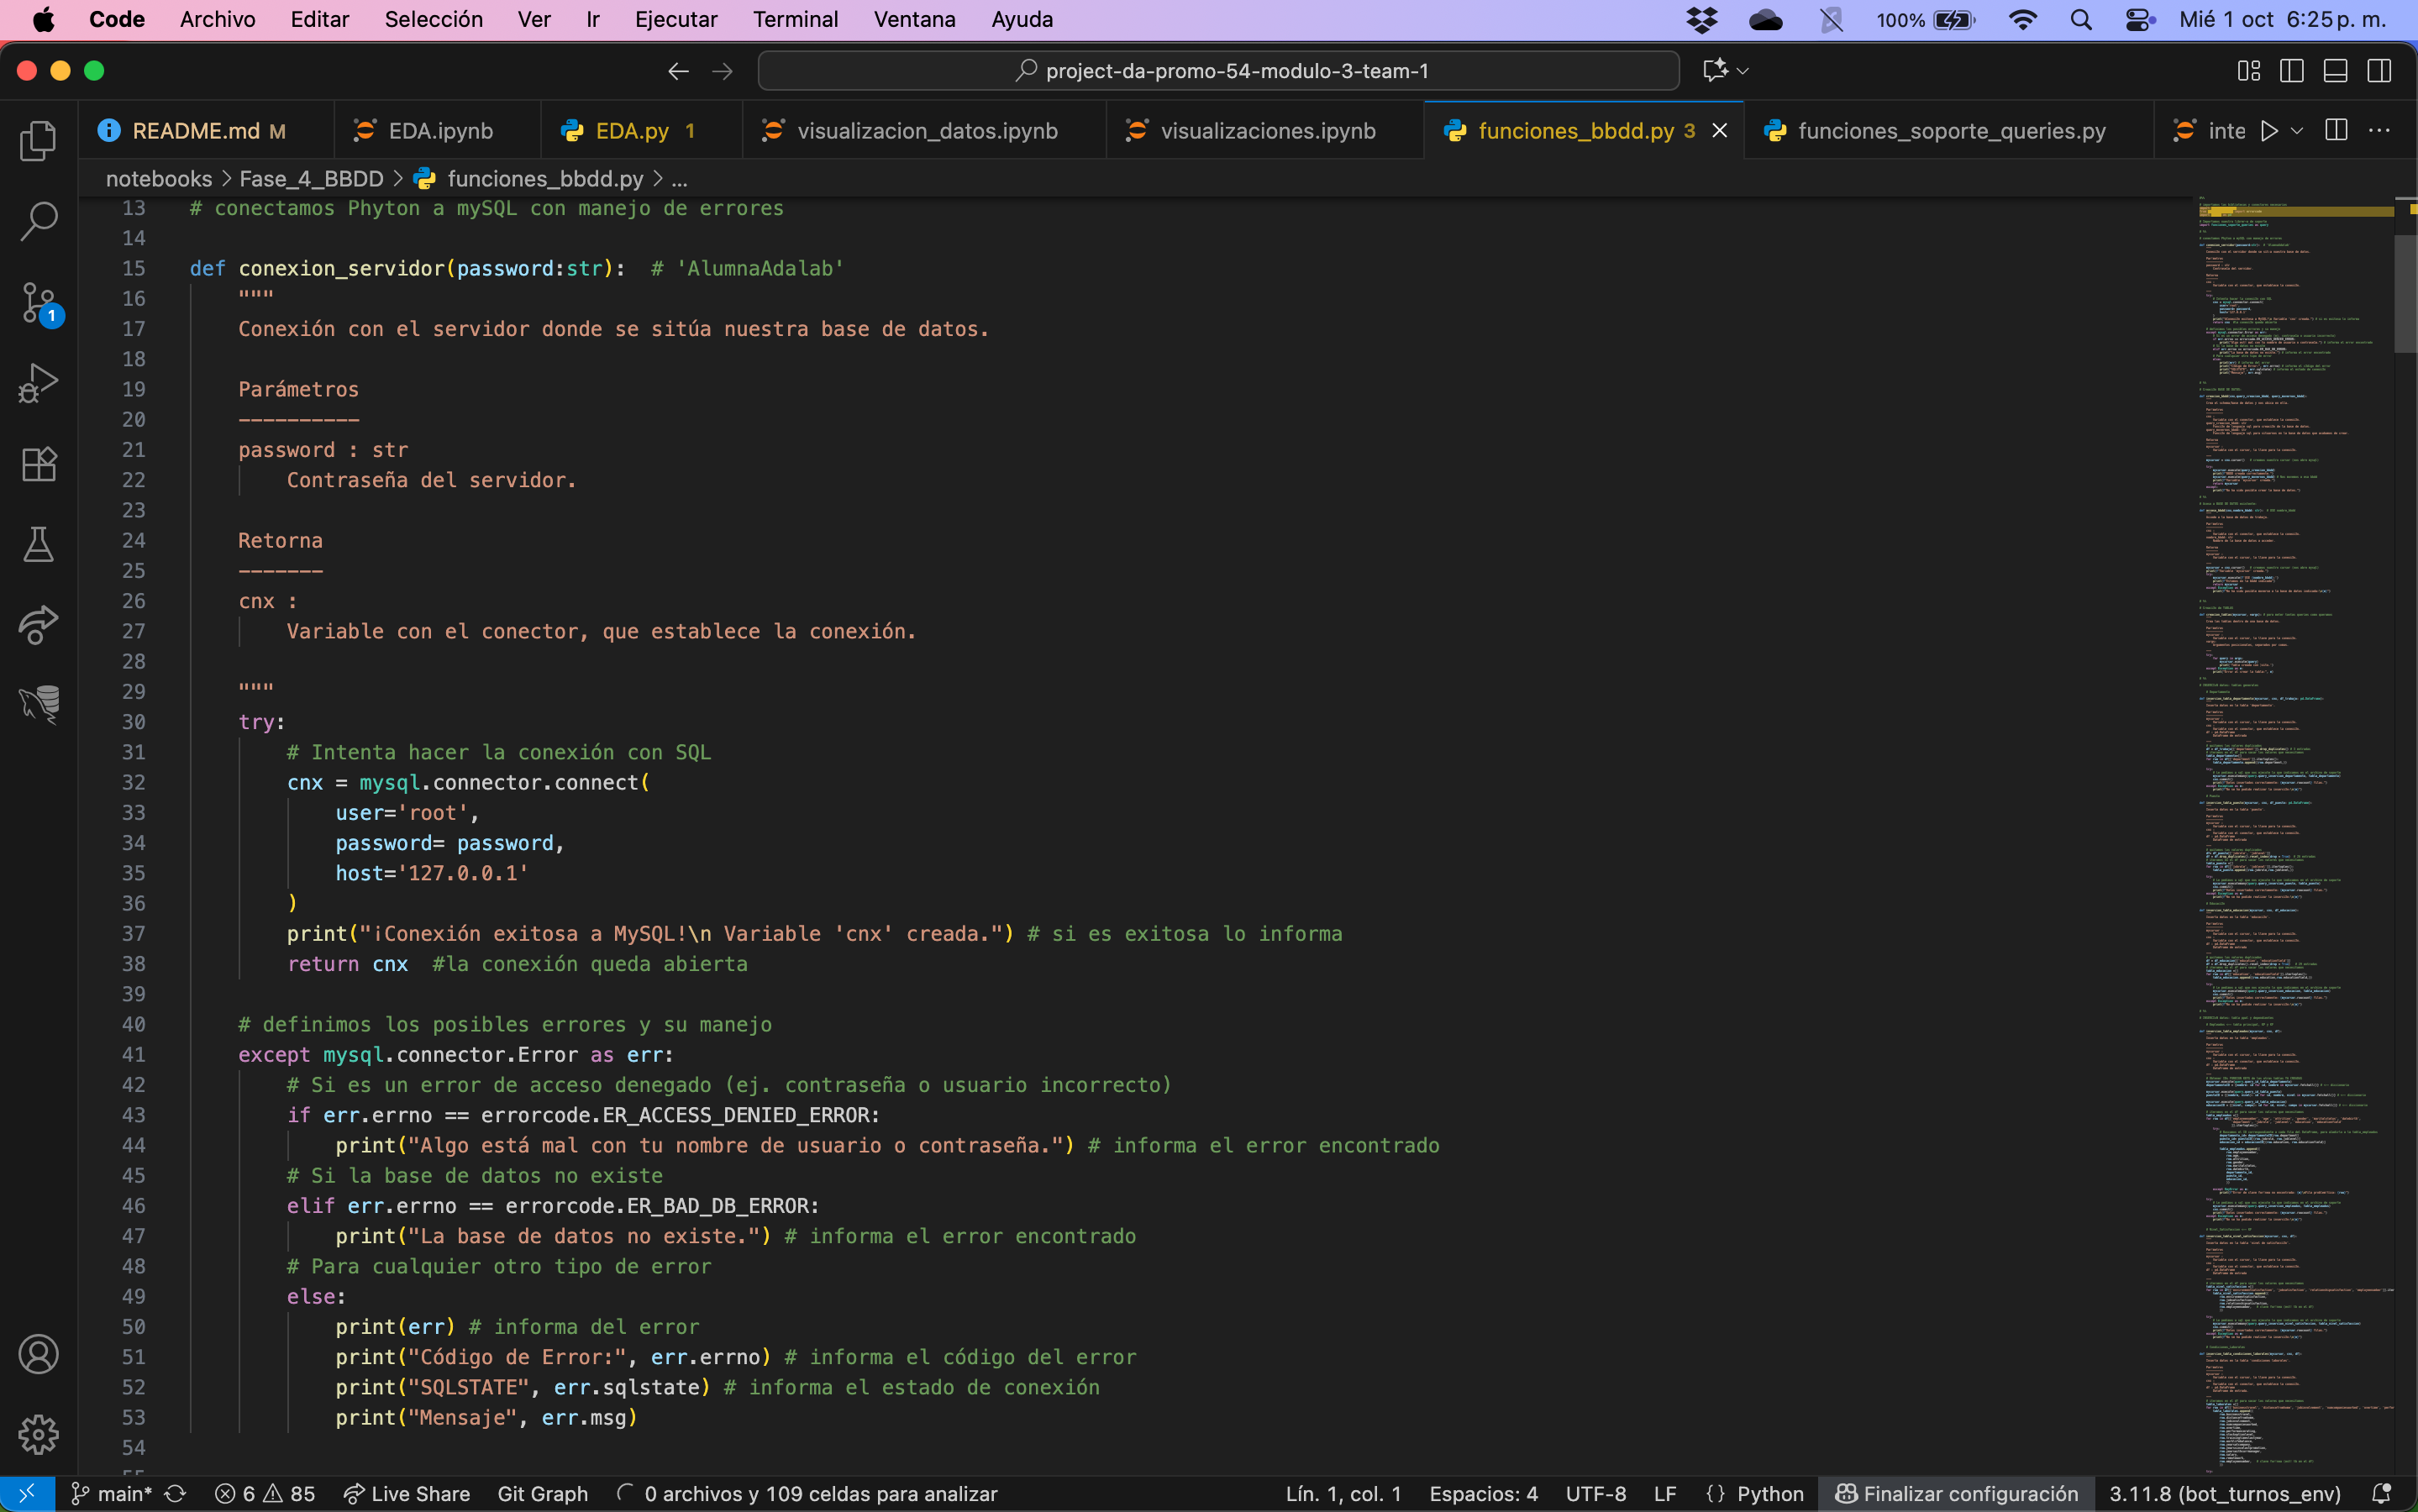 Code Archivo Editar Selección Ver Ir Ejecutar Terminal Ventana Ayuda 100% Mié 1 oct 6:25 p. m.
project-da-promo-54-modulo-3-team-1
README.md M EDA.ipynb EDA.py 1 visualizacion_datos.ipynb visualizaciones.ipynb funciones_bbdd.py 3 funciones_soporte_queries.py inte
notebooks > Fase_4_BBDD > funciones_bbdd.py > ...
13 # conectamos Phyton a mySQL con manejo de errores
14
15 def conexion_servidor(password:str): # 'AlumnaAdalab'
16 """
17 Conexión con el servidor donde se sitúa nuestra base de datos.
18
19 Parámetros
20 ----------
21 password : str
22 Contraseña del servidor.
23
24 Retorna
25 -------
26 cnx :
27 Variable con el conector, que establece la conexión.
28
29 """
30 try:
31 # Intenta hacer la conexión con SQL
32 cnx = mysql.connector.connect(
33 user='root',
34 password= password,
35 host='127.0.0.1'
36 )
37 print("¡Conexión exitosa a MySQL!\n Variable 'cnx' creada.") # si es exitosa lo informa
38 return cnx #la conexión queda abierta
39
40 # definimos los posibles errores y su manejo
41 except mysql.connector.Error as err:
42 # Si es un error de acceso denegado (ej. contraseña o usuario incorrecto)
43 if err.errno == errorcode.ER_ACCESS_DENIED_ERROR:
44 print("Algo está mal con tu nombre de usuario o contraseña.") # informa el error encontrado
45 # Si la base de datos no existe
46 elif err.errno == errorcode.ER_BAD_DB_ERROR:
47 print("La base de datos no existe.") # informa el error encontrado
48 # Para cualquier otro tipo de error
49 else:
50 print(err) # informa del error
51 print("Código de Error:", err.errno) # informa el código del error
52 print("SQLSTATE", err.sqlstate) # informa el estado de conexión
53 print("Mensaje", err.msg)
54
1
main* 6 85 Live Share Git Graph 0 archivos y 109 celdas para analizar Lín. 1, col. 1 Espacios: 4 UTF-8 LF {} Python Finalizar configuración 3.11.8 (bot_turnos_env)